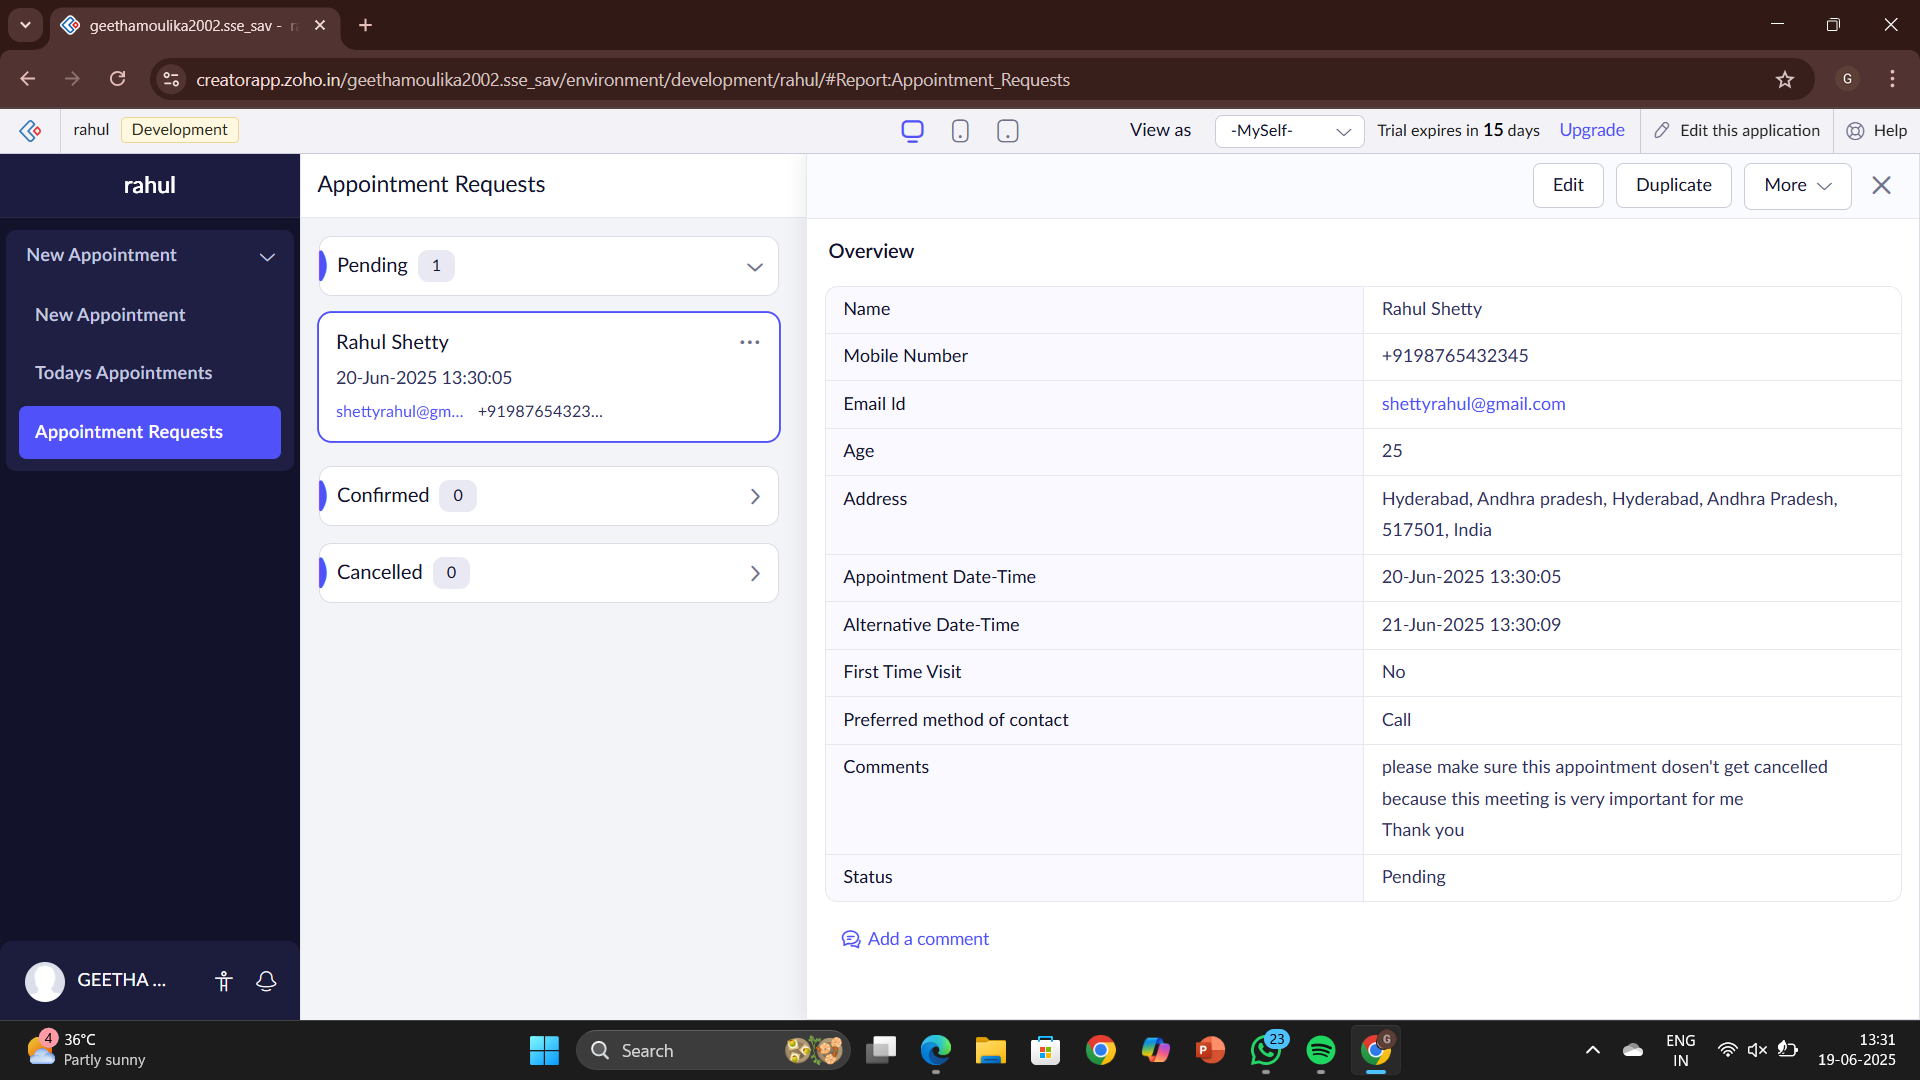 geethamoulika2002.sse_sav -
creatorapp.zoho.in/geethamoulika2002.sse_sav/environment/development/rahul/#Report:Appointment_Requests
G
rahul
Development
View as
-MySelf-
Trial expires in 15 days
Upgrade
Edit this application
Help
rahul
New Appointment
New Appointment
Todays Appointments
Appointment Requests
GEETHA ...
Appointment Requests
Pending 1
Rahul Shetty
20-Jun-2025 13:30:05
shettyrahul@gm... +91987654323...
Confirmed 0
Cancelled 0
Edit
Duplicate
More
Overview
Name
Rahul Shetty
Mobile Number
+9198765432345
Email Id
shettyrahul@gmail.com
Age
25
Address
Hyderabad, Andhra pradesh, Hyderabad, Andhra Pradesh,
517501, India
Appointment Date-Time
20-Jun-2025 13:30:05
Alternative Date-Time
21-Jun-2025 13:30:09
First Time Visit
No
Preferred method of contact
Call
Comments
please make sure this appointment dosen't get cancelled
because this meeting is very important for me
Thank you
Status
Pending
Add a comment
4
36°C
Partly sunny
Search
P
23
G
ENG
IN
13:31
19-06-2025